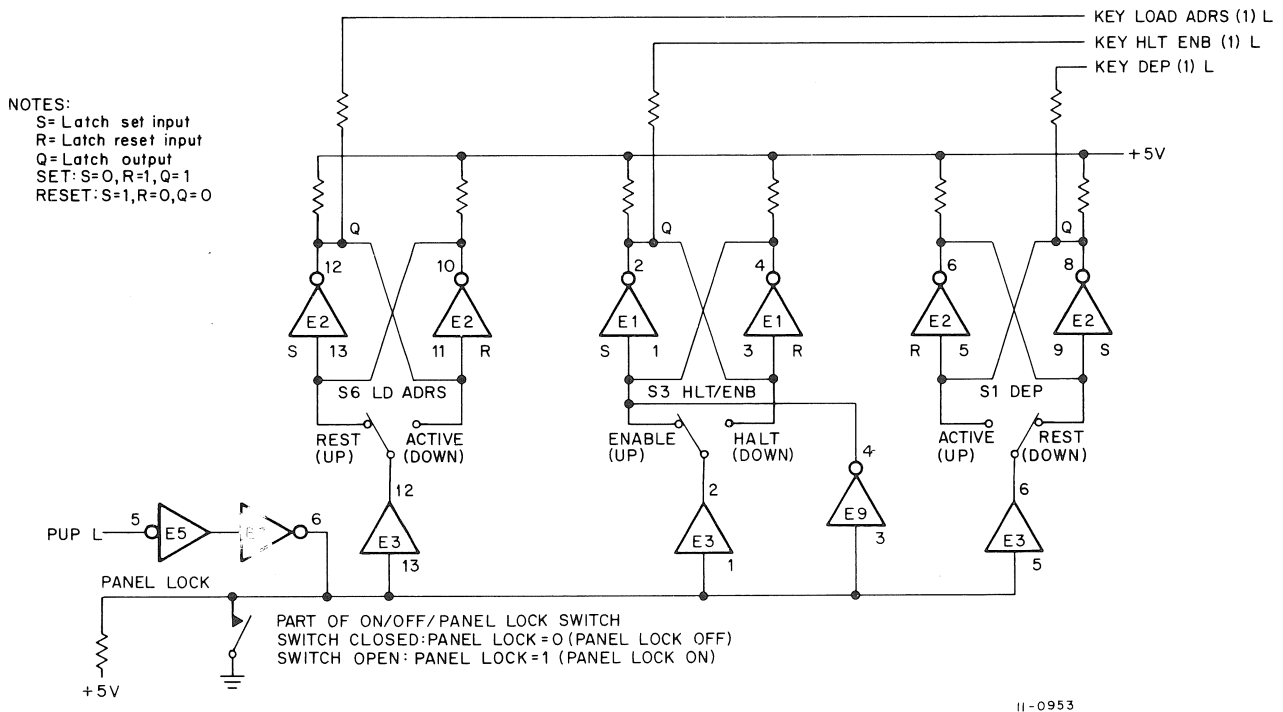 KEY LOAD ADRS (1) L
KEY HLT ENB (1) L
KEY DEP (1) L
NOTES:
S= Latch set input
R= Latch reset input
Q= Latch output
SET: S=0, R=1, Q=1
RESET: S=1, R=0, Q=0
+5V
Q
Q
Q
12
10
2
4
6
8
E2
E2
E1
E1
E2
E2
S
13
11
R
S
1
3
R
R
5
9
S
S6 LD ADRS
S3 HLT/ENB
S1 DEP
REST
(UP)
ACTIVE
(DOWN)
ENABLE
(UP)
HALT
(DOWN)
ACTIVE
(UP)
REST
(DOWN)
4
12
2
6
E9
3
PUP L
5
E5
6
E3
13
E3
1
E3
5
PANEL LOCK
PART OF ON/OFF/PANEL LOCK SWITCH
SWITCH CLOSED: PANEL LOCK=0 (PANEL LOCK OFF)
SWITCH OPEN: PANEL LOCK=1 (PANEL LOCK ON)
+5V
11-0953